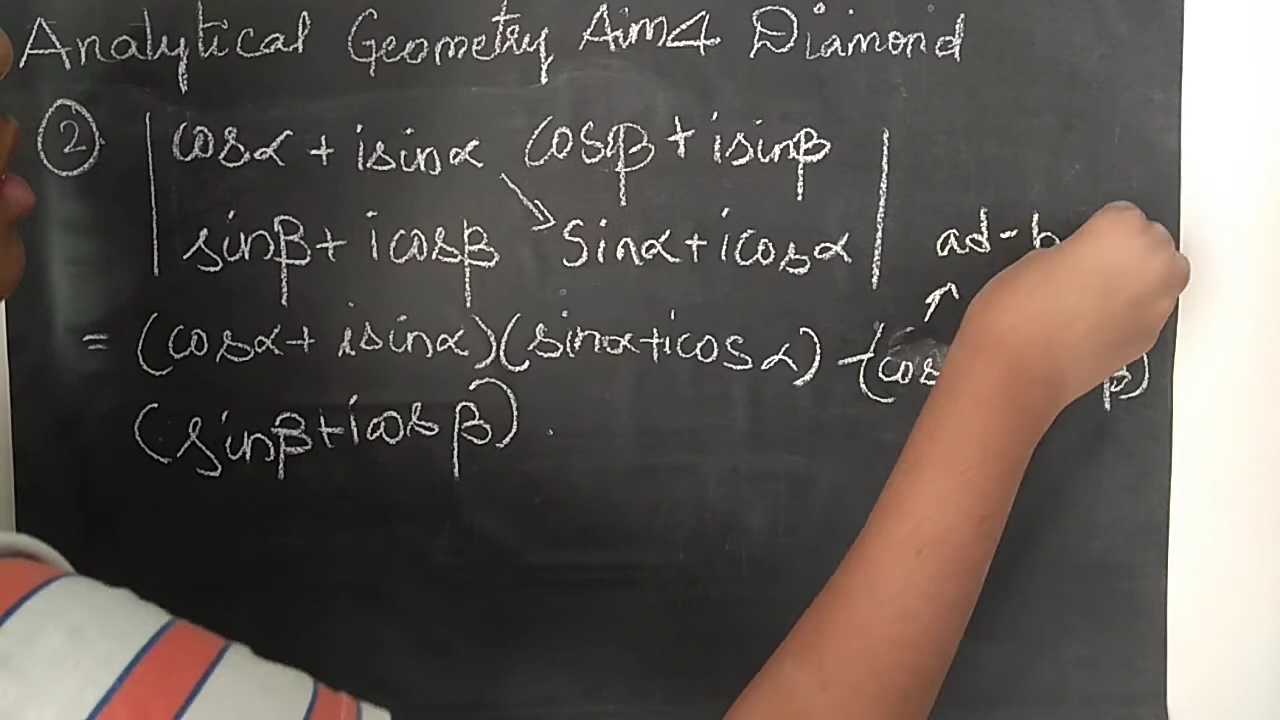 Analytical Geometry Aim4 Diamond
② | cosα + isinα cosβ + isinβ |
| sinβ + icosβ sinα + icosα | ad - b
= (cosα + isinα)(sinα + icosα) - (cos β)
(sinβ + icosβ).